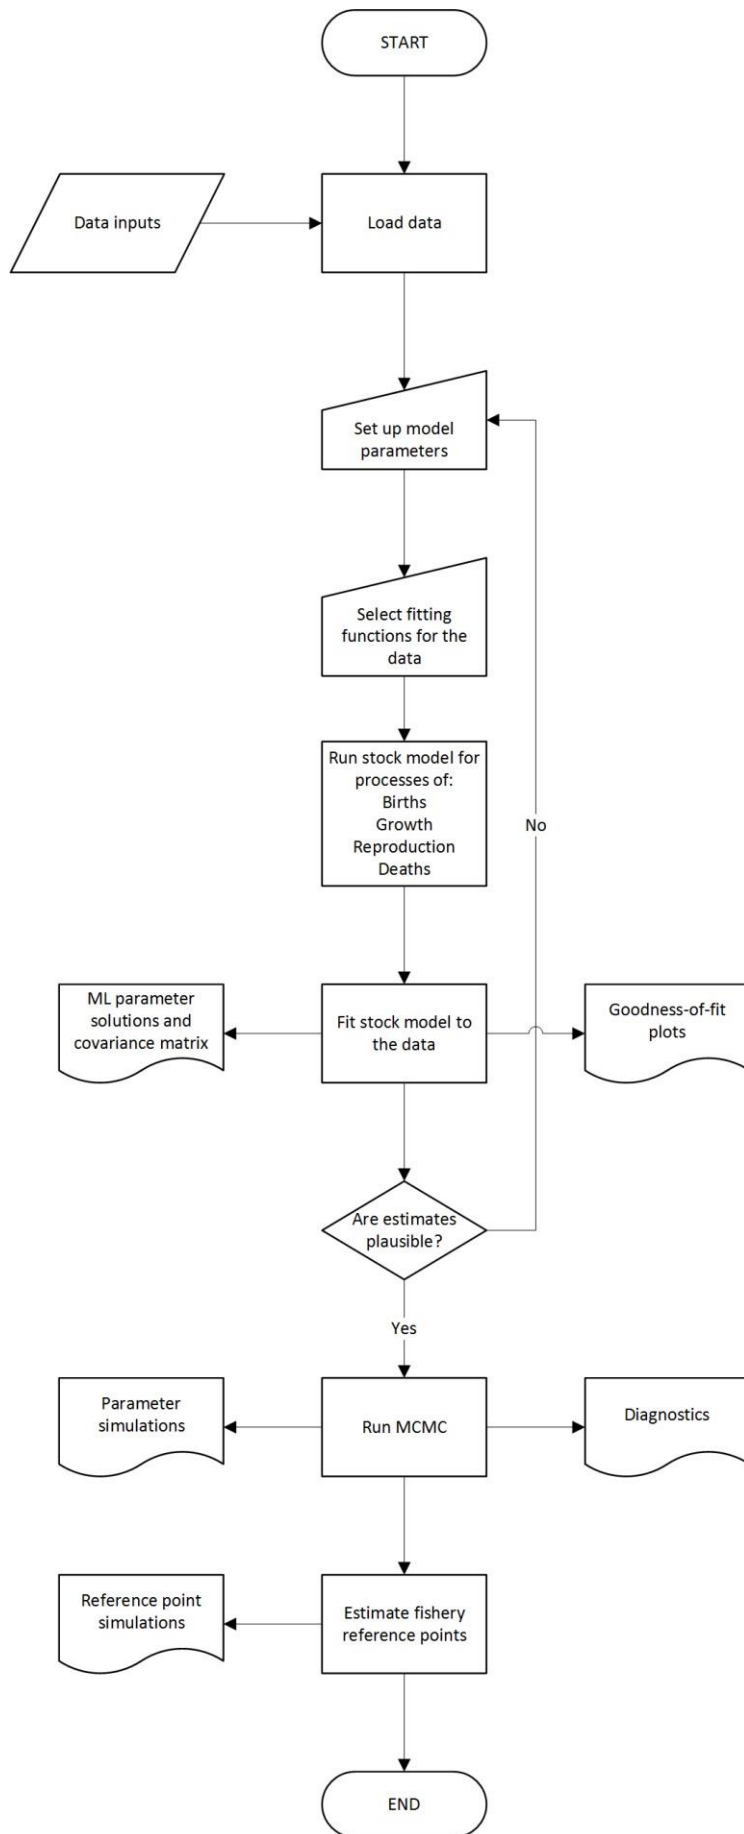 START
Data inputs
Load data
Set up model
parameters
Select fitting
functions for the
data
Run stock model for
processes of:
Births
Growth
Reproduction
Deaths
No
ML parameter
solutions and
covariance matrix
Fit stock model to
the data
Goodness-of-fit
plots
Are estimates
plausible?
Yes
Parameter
simulations
Run MCMC
Diagnostics
Reference point
simulations
Estimate fishery
reference points
END